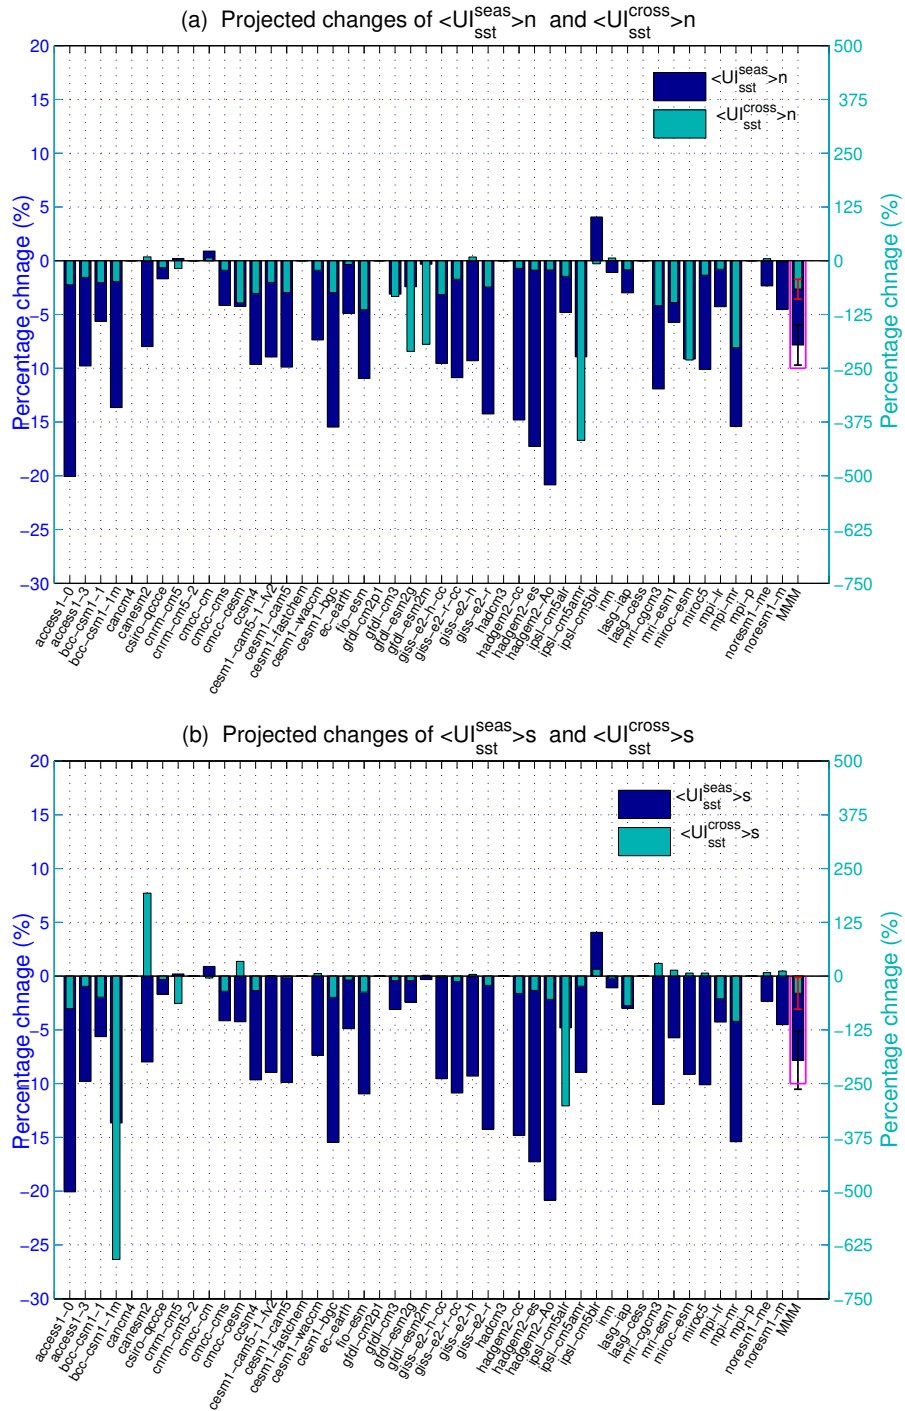 (a) Projected changes of <UI^seas_sst>n and <UI^cross_sst>n
20 500
<UI^seas_sst>n
15 375
<UI^cross_sst>n
10 250
5 125
0 0
−5 −125
−10 −250
−15 −375
−20 −500
−25 −625
−30 −750
Percentage chnage (%)
Percentage chnage (%)
access1−0
access1−3
bcc−csm1−1
bcc−csm1−1m
cancm4
canesm2
csiro−qccce
cnrm−cm5
cnrm−cm5−2
cmcc−cm
cmcc−cms
cmcc−cesm
ccsm4
cesm1−cam5−1−fv2
cesm1−cam5
cesm1−fastchem
cesm1−waccm
cesm1−bgc
ec−earth
fio−esm
gfdl−cm2p1
gfdl−cm3
gfdl−esm2g
gfdl−esm2m
giss−e2−h−cc
giss−e2−r−cc
giss−e2−h
giss−e2−r
hadcm3
hadgem2−cc
hadgem2−es
hadgem2−Ao
ipsl−cm5alr
ipsl−cm5amr
ipsl−cm5blr
inm
lasg−iap
lasg−cess
mri−cgcm3
mri−esm1
miroc−esm
miroc5
mpi−lr
mpi−mr
mpi−p
noresm1−me
noresm1−m
MMM
(b) Projected changes of <UI^seas_sst>s and <UI^cross_sst>s
20 500
<UI^seas_sst>s
15 375
<UI^cross_sst>s
10 250
5 125
0 0
−5 −125
−10 −250
−15 −375
−20 −500
−25 −625
−30 −750
Percentage chnage (%)
Percentage chnage (%)
access1−0
access1−3
bcc−csm1−1
bcc−csm1−1m
cancm4
canesm2
csiro−qccce
cnrm−cm5
cnrm−cm5−2
cmcc−cm
cmcc−cms
cmcc−cesm
ccsm4
cesm1−cam5−1−fv2
cesm1−cam5
cesm1−fastchem
cesm1−waccm
cesm1−bgc
ec−earth
fio−esm
gfdl−cm2p1
gfdl−cm3
gfdl−esm2g
gfdl−esm2m
giss−e2−h−cc
giss−e2−r−cc
giss−e2−h
giss−e2−r
hadcm3
hadgem2−cc
hadgem2−es
hadgem2−Ao
ipsl−cm5alr
ipsl−cm5amr
ipsl−cm5blr
inm
lasg−iap
lasg−cess
mri−cgcm3
mri−esm1
miroc−esm
miroc5
mpi−lr
mpi−mr
mpi−p
noresm1−me
noresm1−m
MMM